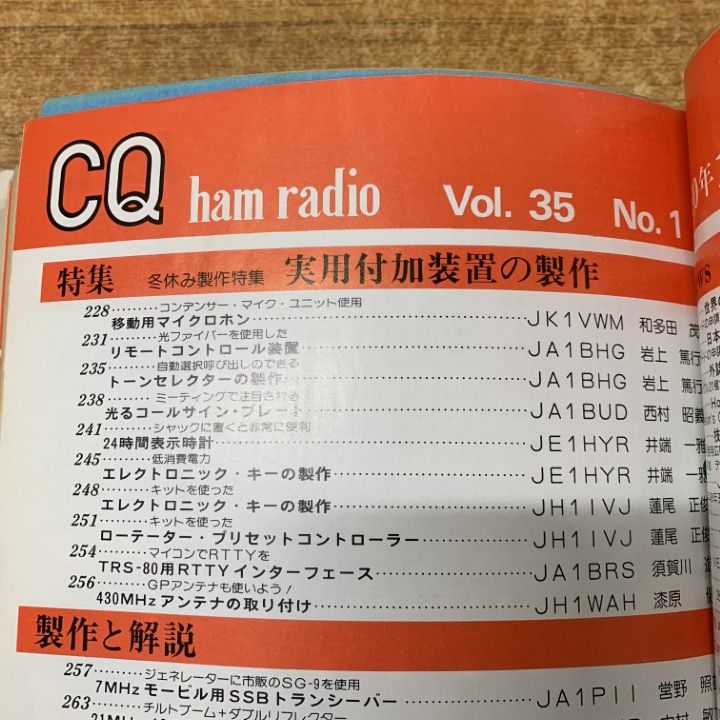 CQ ham radio Vol. 35 No. 1
特集 冬休み製作特集 実用付加装置の製作
228………コンデンサー・マイク・ユニット使用
移動用マイクロホン JK1VWM 和多田 茂
231………光ファイバーを使用した
リモートコントロール装置 JA1BHG 岩上 篤行
235………自動選択呼び出しのできる
トーンセレクターの製作 JA1BHG 岩上 篤行
238………ミーティングで注目される
光るコールサイン・プレート JA1BUD 西村 昭義
241………シャックに置くと非常に便利
24時間表示時計 JE1HYR 井端 一雅
245………低消費電力
エレクトロニック・キーの製作 JE1HYR 井端 一雅
248………キットを使った
エレクトロニック・キーの製作 JH1IVJ 蓮尾 正俊
251………キットを使った
ローテーター・プリセットコントローラー JH1IVJ 蓮尾 正俊
254………マイコンでRTTYを
TRS-80用RTTYインターフェース JA1BRS 須賀川
256………GPアンテナも使いよう!
430MHzアンテナの取り付け JH1WAH 漆原
製作と解説
257………ジェネレーターに市販のSG-9を使用
7MHzモービル用SSBトランシーバー JA1PII 営野 照
263………チルトブーム+ダブルリフレクター